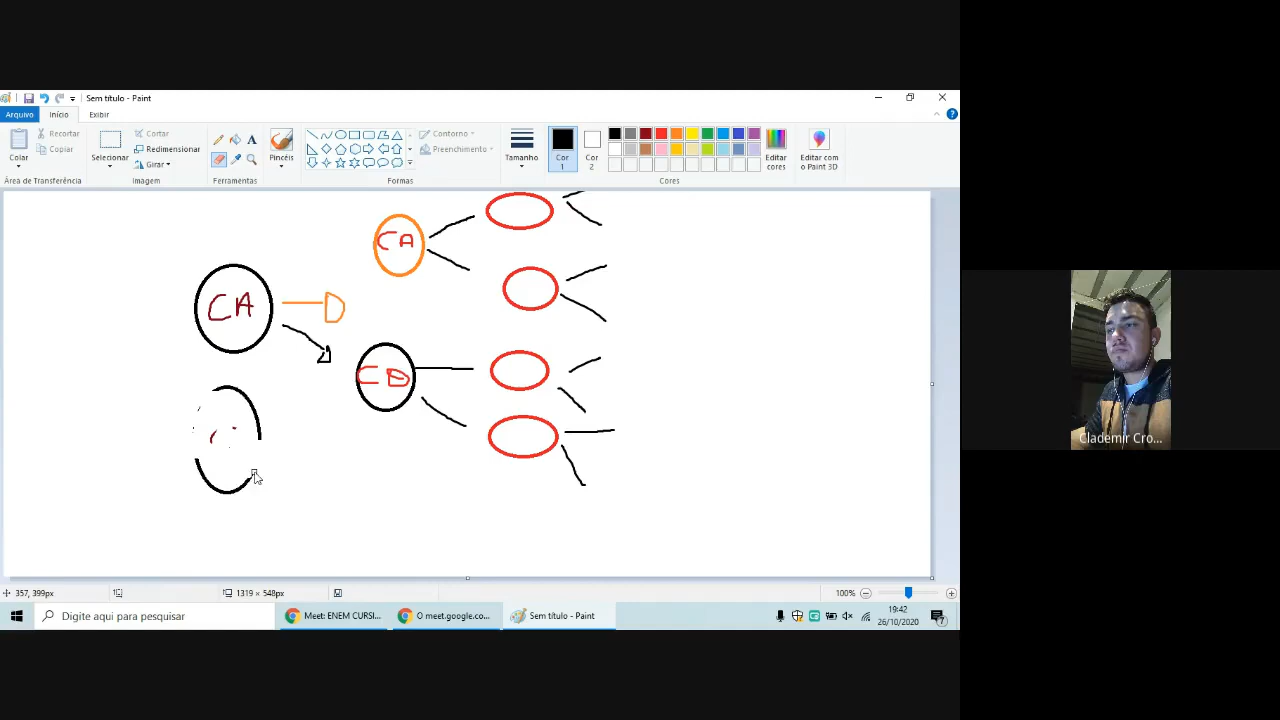 Sem título - Paint
Arquivo
Início
Exibir
Colar
Recortar
Copiar
Área de Transferência
Selecionar
Cortar
Redimensionar
Girar
Imagem
A
Ferramentas
Pincéis
Contorno
Preenchimento
Formas
Tamanho
Cor
1
Cor
2
Editar
cores
Editar com
o Paint 3D
Cores
CA
CA
D
CD
Clademir Cro...
357, 399px
1319 × 548px
100%
Digite aqui para pesquisar
Meet: ENEM CURSI...
O meet.google.co...
Sem título - Paint
19:42
26/10/2020
7